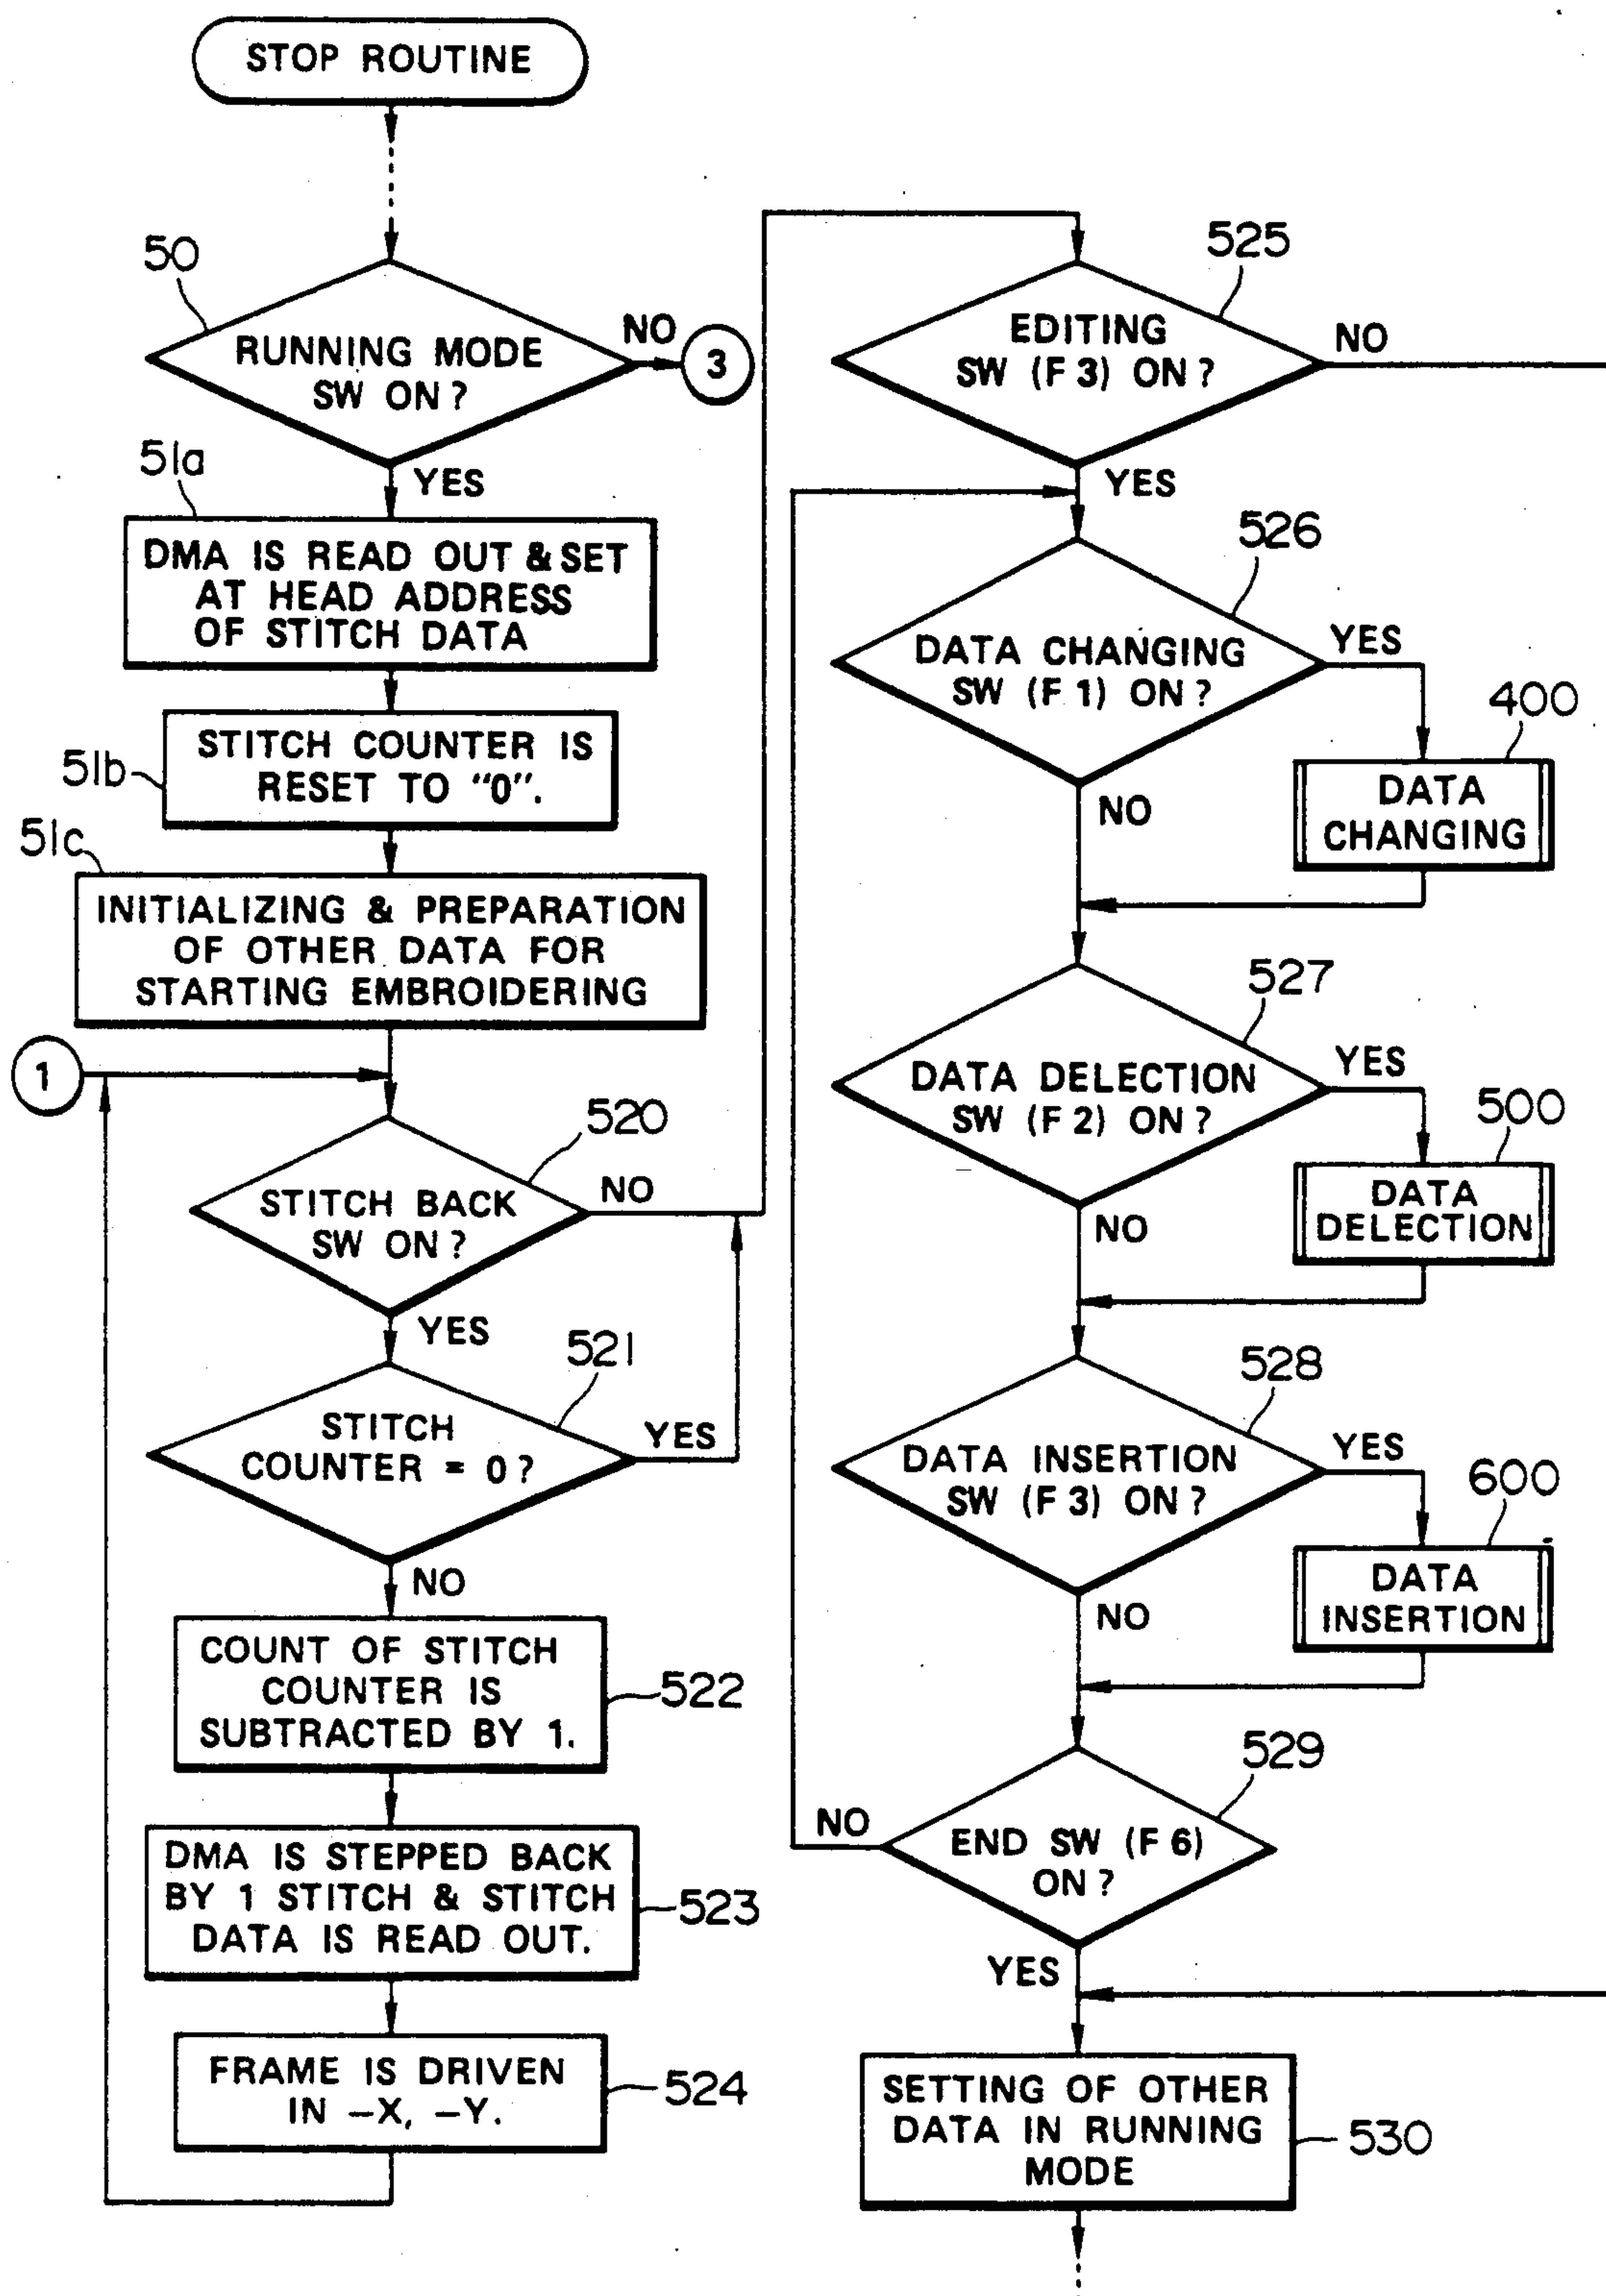 STOP ROUTINE
50
RUNNING MODE
SW ON ?
NO
3
YES
51a
DMA IS READ OUT & SET
AT HEAD ADDRESS
OF STITCH DATA
51b
STITCH COUNTER IS
RESET TO “0”.
51c
INITIALIZING & PREPARATION
OF OTHER DATA FOR
STARTING EMBROIDERING
1
520
STITCH BACK
SW ON ?
NO
YES
521
STITCH
COUNTER = 0 ?
YES
NO
COUNT OF STITCH
COUNTER IS
SUBTRACTED BY 1.
522
DMA IS STEPPED BACK
BY 1 STITCH & STITCH
DATA IS READ OUT.
523
FRAME IS DRIVEN
IN –X, –Y.
524
525
EDITING
SW (F 3) ON ?
NO
YES
526
DATA CHANGING
SW (F 1) ON ?
YES
400
DATA
CHANGING
NO
527
DATA DELECTION
SW (F 2) ON ?
YES
500
DATA
DELECTION
NO
528
DATA INSERTION
SW (F 3) ON ?
YES
600
DATA
INSERTION
NO
529
END SW (F 6)
ON ?
NO
YES
SETTING OF OTHER
DATA IN RUNNING
MODE
530